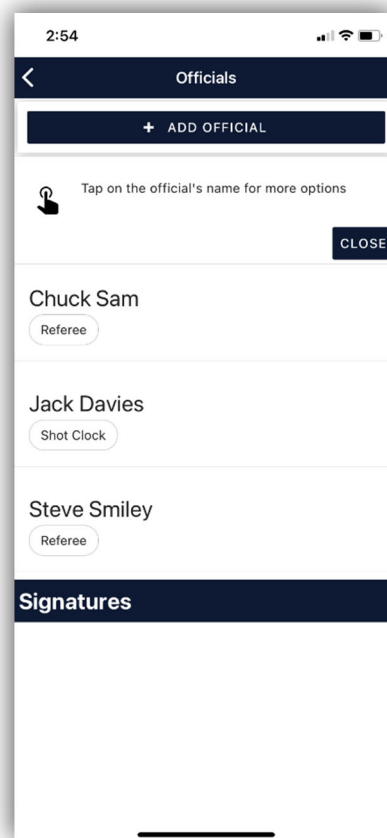 2:54
Officials
+ ADD OFFICIAL
Tap on the official's name for more options
CLOSE
Chuck Sam
Referee
Jack Davies
Shot Clock
Steve Smiley
Referee
Signatures